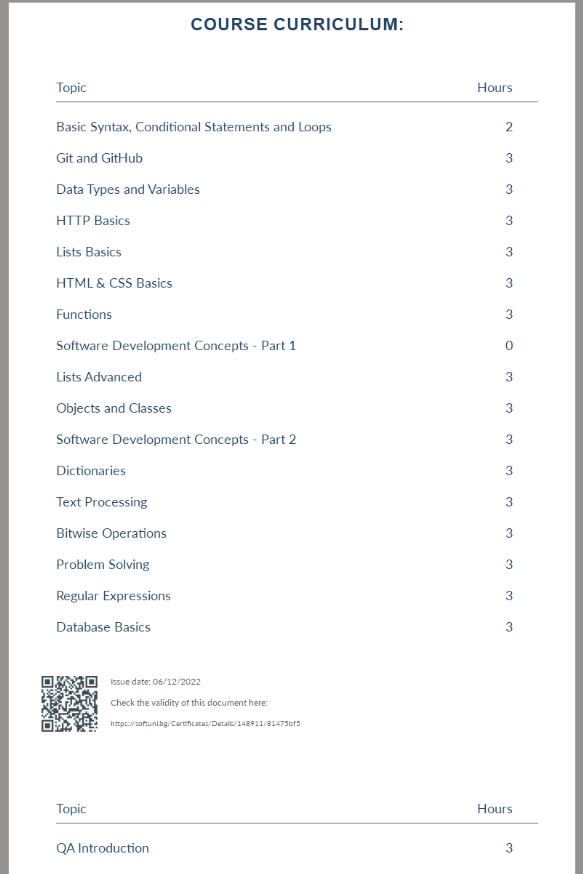 COURSE CURRICULUM:
Topic Hours
Basic Syntax, Conditional Statements and Loops 2
Git and GitHub 3
Data Types and Variables 3
HTTP Basics 3
Lists Basics 3
HTML & CSS Basics 3
Functions 3
Software Development Concepts - Part 1 0
Lists Advanced 3
Objects and Classes 3
Software Development Concepts - Part 2 3
Dictionaries 3
Text Processing 3
Bitwise Operations 3
Problem Solving 3
Regular Expressions 3
Database Basics 3
Issue date: 06/12/2022
Check the validity of this document here:
https://softuni.bg/Certificates/Details/148911/81475bf5
Topic Hours
QA Introduction 3